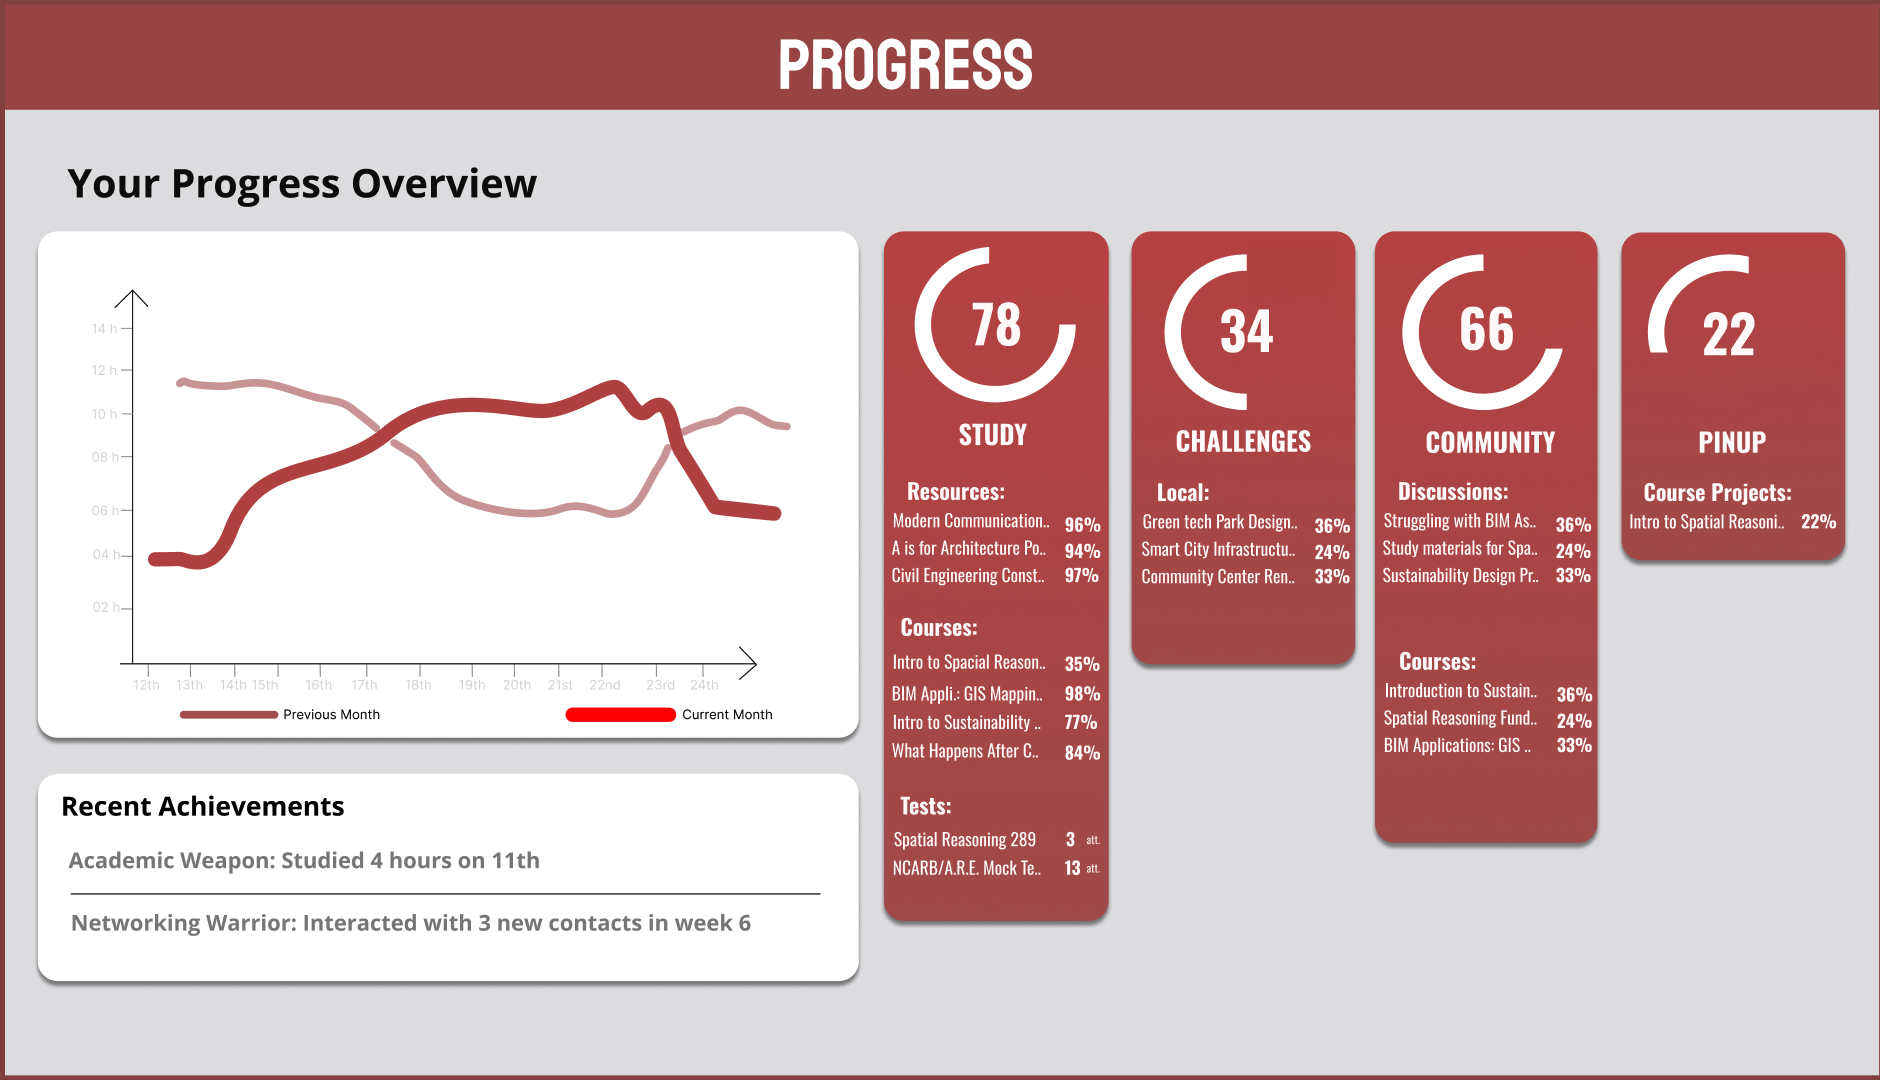 PROGRESS
Your Progress Overview
14 h
12 h
10 h
08 h
06 h
04 h
02 h
12th 13th 14th 15th 16th 17th 18th 19th 20th 21st 22nd 23rd 24th
Previous Month Current Month
Recent Achievements
Academic Weapon: Studied 4 hours on 11th
Networking Warrior: Interacted with 3 new contacts in week 6
78
STUDY
Resources:
Modern Communication.. 96%
A is for Architecture Po.. 94%
Civil Engineering Const.. 97%
Courses:
Intro to Spacial Reason.. 35%
BIM Appli.: GIS Mappin.. 98%
Intro to Sustainability .. 77%
What Happens After C.. 84%
Tests:
Spatial Reasoning 289 3 att.
NCARB/A.R.E. Mock Te.. 13 att.
34
CHALLENGES
Local:
Green tech Park Design.. 36%
Smart City Infrastructu.. 24%
Community Center Ren.. 33%
66
COMMUNITY
Discussions:
Struggling with BIM As.. 36%
Study materials for Spa.. 24%
Sustainability Design Pr.. 33%
Courses:
Introduction to Sustain.. 36%
Spatial Reasoning Fund.. 24%
BIM Applications: GIS .. 33%
22
PINUP
Course Projects:
Intro to Spatial Reasoni.. 22%